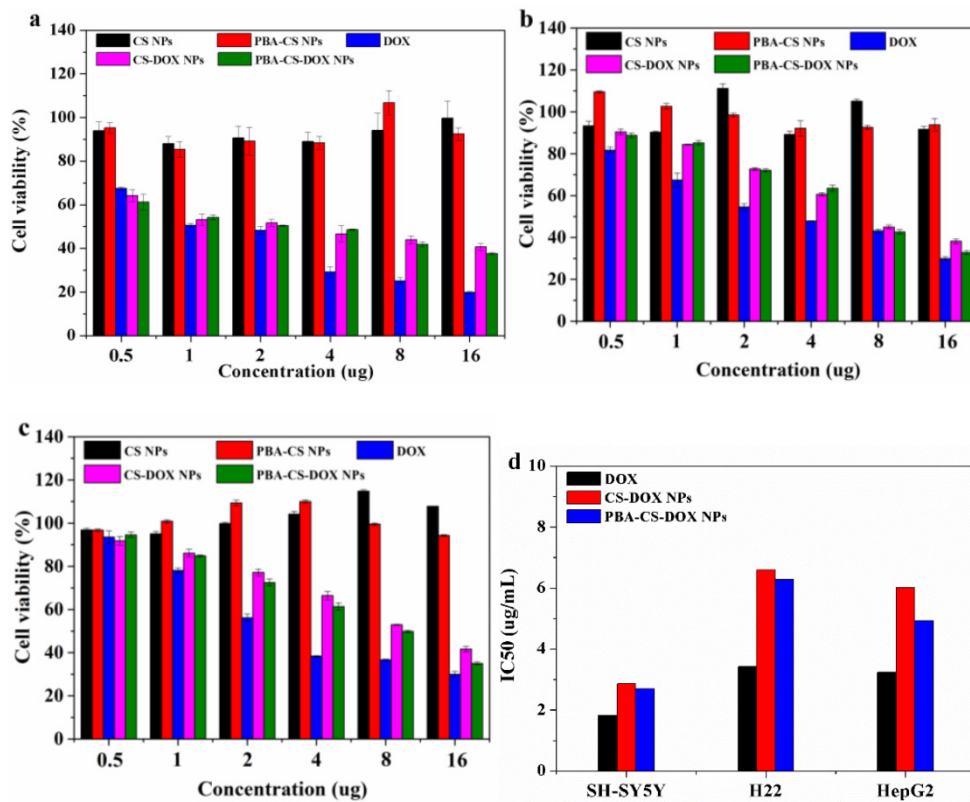 a
CS NPs PBA-CS NPs DOX
CS-DOX NPs PBA-CS-DOX NPs
Cell viability (%)
140
120
100
80
60
40
20
0
0.5 1 2 4 8 16
Concentration (ug)
b
CS NPs PBA-CS NPs DOX
CS-DOX NPs PBA-CS-DOX NPs
Cell viability (%)
140
120
100
80
60
40
20
0
0.5 1 2 4 8 16
Concentration (ug)
c
CS NPs PBA-CS NPs DOX
CS-DOX NPs PBA-CS-DOX NPs
Cell viability (%)
140
120
100
80
60
40
20
0
0.5 1 2 4 8 16
Concentration (ug)
d
DOX
CS-DOX NPs
PBA-CS-DOX NPs
IC50 (ug/mL)
10
8
6
4
2
0
SH-SY5Y H22 HepG2